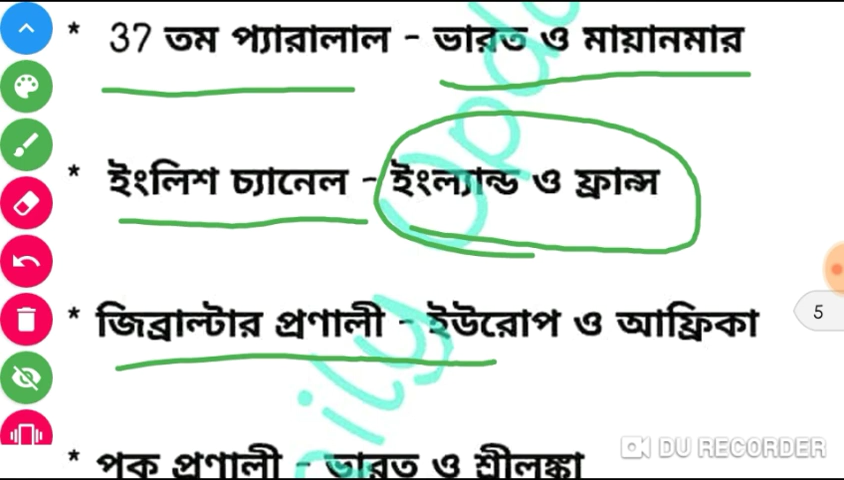 * 37 তম প্যারালাল - ভারত ও মায়ানমার
* ইংলিশ চ্যানেল - ইংল্যান্ড ও ফ্রান্স
* জিব্রাল্টার প্রণালী - ইউরোপ ও আফ্রিকা
5
* পক প্রণালী - ভারত ও শ্রীলঙ্কা
DU RECORDER